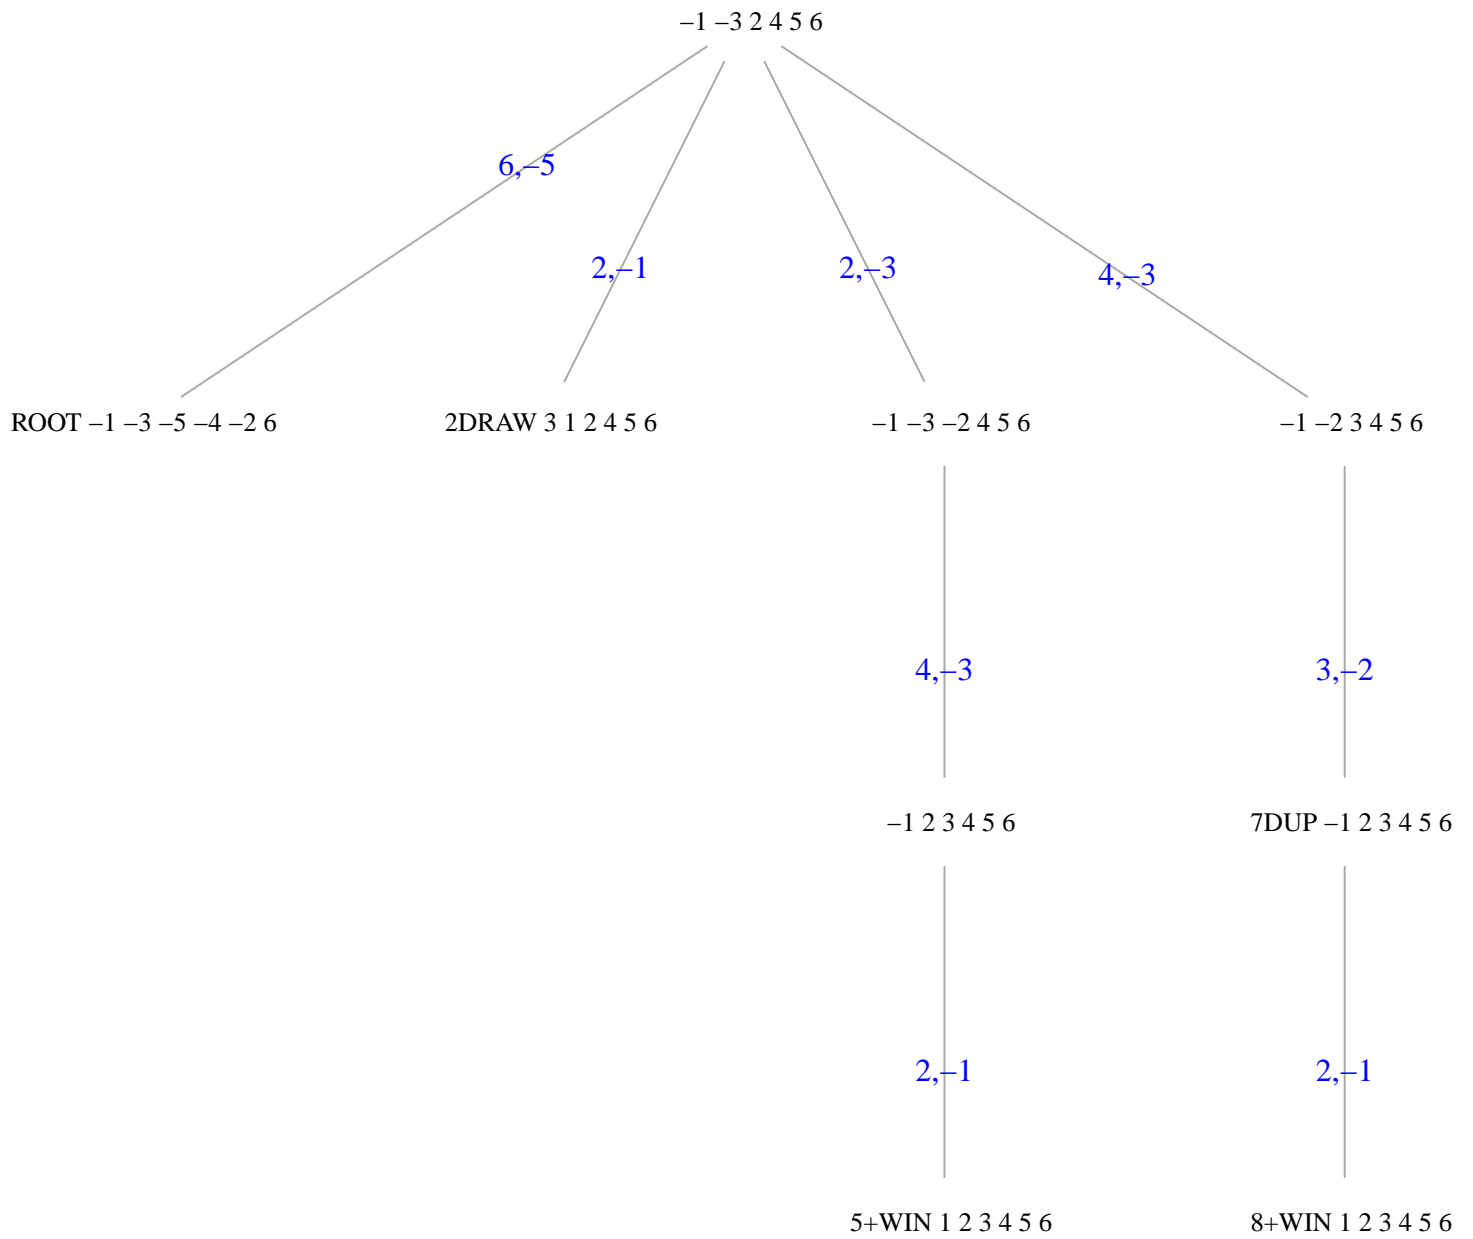 –1 –3 2 4 5 6
6,–5
2,–1
2,–3
4,–3
ROOT –1 –3 –5 –4 –2 6
2DRAW 3 1 2 4 5 6
–1 –3 –2 4 5 6
–1 –2 3 4 5 6
4,–3
3,–2
–1 2 3 4 5 6
7DUP –1 2 3 4 5 6
2,–1
2,–1
5+WIN 1 2 3 4 5 6
8+WIN 1 2 3 4 5 6